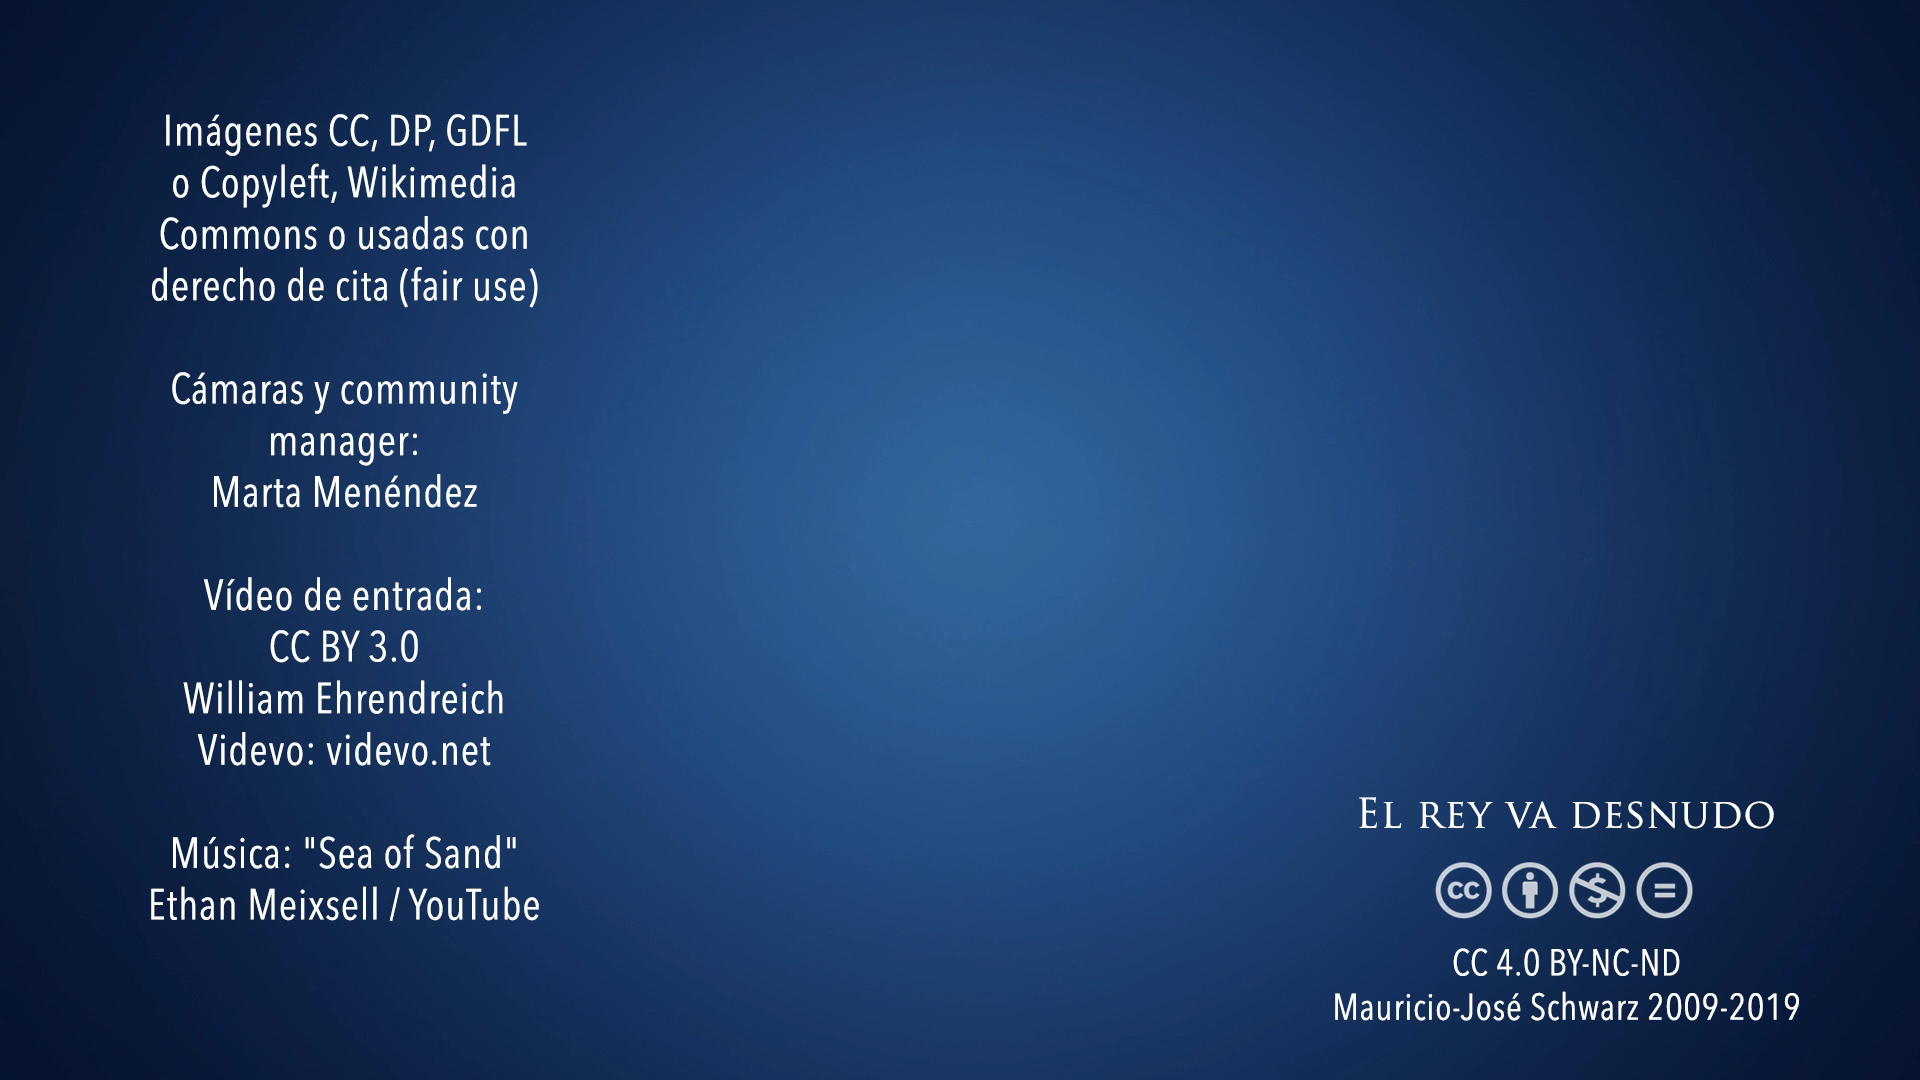 Imágenes CC, DP, GDFL
o Copyleft, Wikimedia
Commons o usadas con
derecho de cita (fair use)
Cámaras y community
manager:
Marta Menéndez
Vídeo de entrada:
CC BY 3.0
William Ehrendreich
Videvo: videvo.net
Música: "Sea of Sand"
Ethan Meixsell / YouTube
El rey va desnudo
cc $ =
CC 4.0 BY-NC-ND
Mauricio-José Schwarz 2009-2019